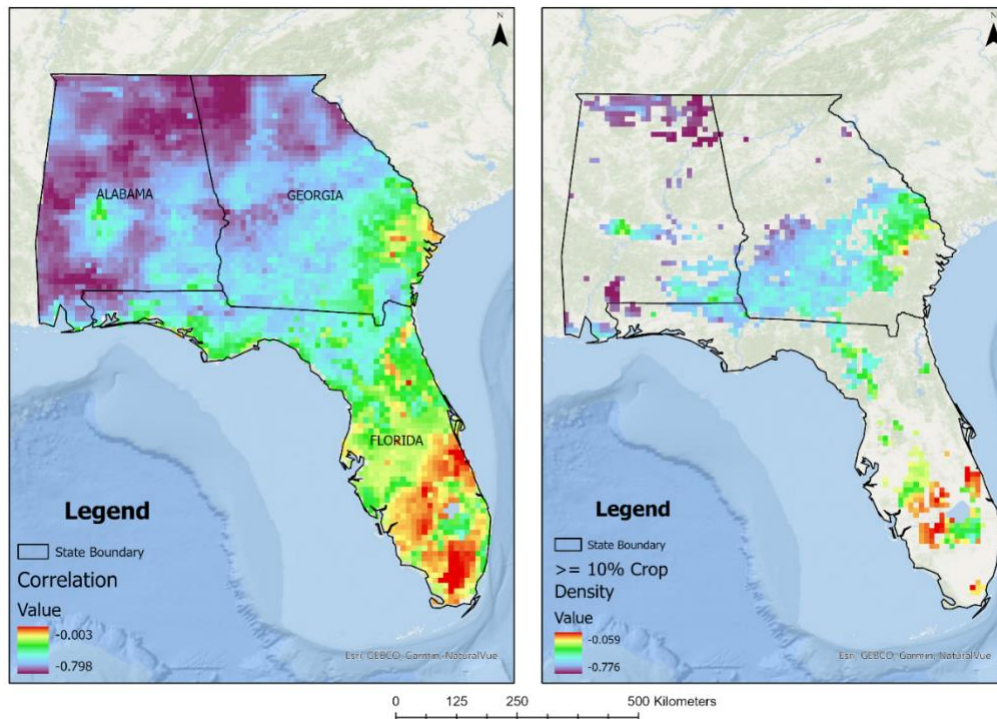 N
ALABAMA
GEORGIA
FLORIDA
Legend
State Boundary
Correlation
Value
-0.003
-0.798
Esri, GEBCO, Garmin, NaturalVue
N
Legend
State Boundary
>= 10% Crop
Density
Value
-0.059
-0.776
Esri, GEBCO, Garmin, NaturalVue
0 125 250 500 Kilometers